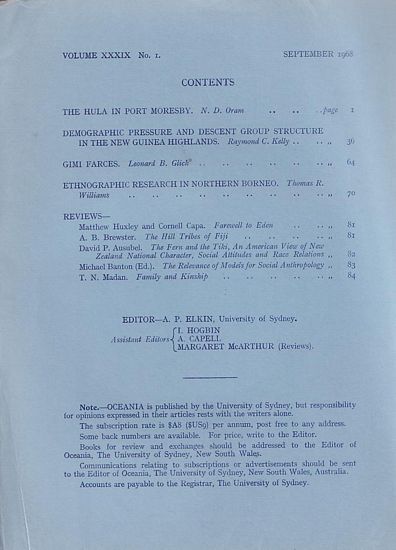 VOLUME XXXIX No. 1. SEPTEMBER 1968
CONTENTS
THE HULA IN PORT MORESBY. N. D. Oram .. .. ..page 1
DEMOGRAPHIC PRESSURE AND DESCENT GROUP STRUCTURE
IN THE NEW GUINEA HIGHLANDS. Raymond C. Kelly .. .. „ 36
GIMI FARCES. Leonard B. Glick .. .. .. .. .. „ 64
ETHNOGRAPHIC RESEARCH IN NORTHERN BORNEO. Thomas R.
Williams .. .. .. .. .. .. .. .. „ 70
REVIEWS—
Matthew Huxley and Cornell Capa. Farewell to Eden .. .. „ 81
A. B. Brewster. The Hill Tribes of Fiji .. .. .. „ 81
David P. Ausubel. The Fern and the Tiki, An American View of New
Zealand National Character, Social Attitudes and Race Relations „ 82
Michael Banton (Ed.). The Relevance of Models for Social Anthropology .. „ 83
T. N. Madan. Family and Kinship .. .. .. .. „ 84
EDITOR—A. P. ELKIN, University of Sydney.
Assistant Editors { I. HOGBIN
A. CAPELL
MARGARET McARTHUR (Reviews).
Note.—OCEANIA is published by the University of Sydney, but responsibility
for opinions expressed in their articles rests with the writers alone.
The subscription rate is $A8 ($US9) per annum, post free to any address.
Some back numbers are available. For price, write to the Editor.
Books for review and exchanges should be addressed to the Editor of
Oceania, The University of Sydney, New South Wales.
Communications relating to subscriptions or advertisements should be sent
to the Editor of Oceania, The University of Sydney, New South Wales, Australia.
Accounts are payable to the Registrar, The University of Sydney.